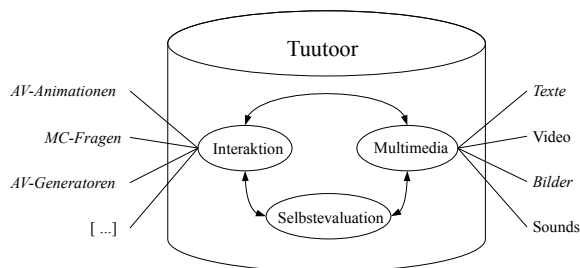 Tuutoor
AV-Animationen
MC-Fragen
AV-Generatoren
[ ...]
Interaktion
Multimedia
Selbstevaluation
Texte
Video
Bilder
Sounds